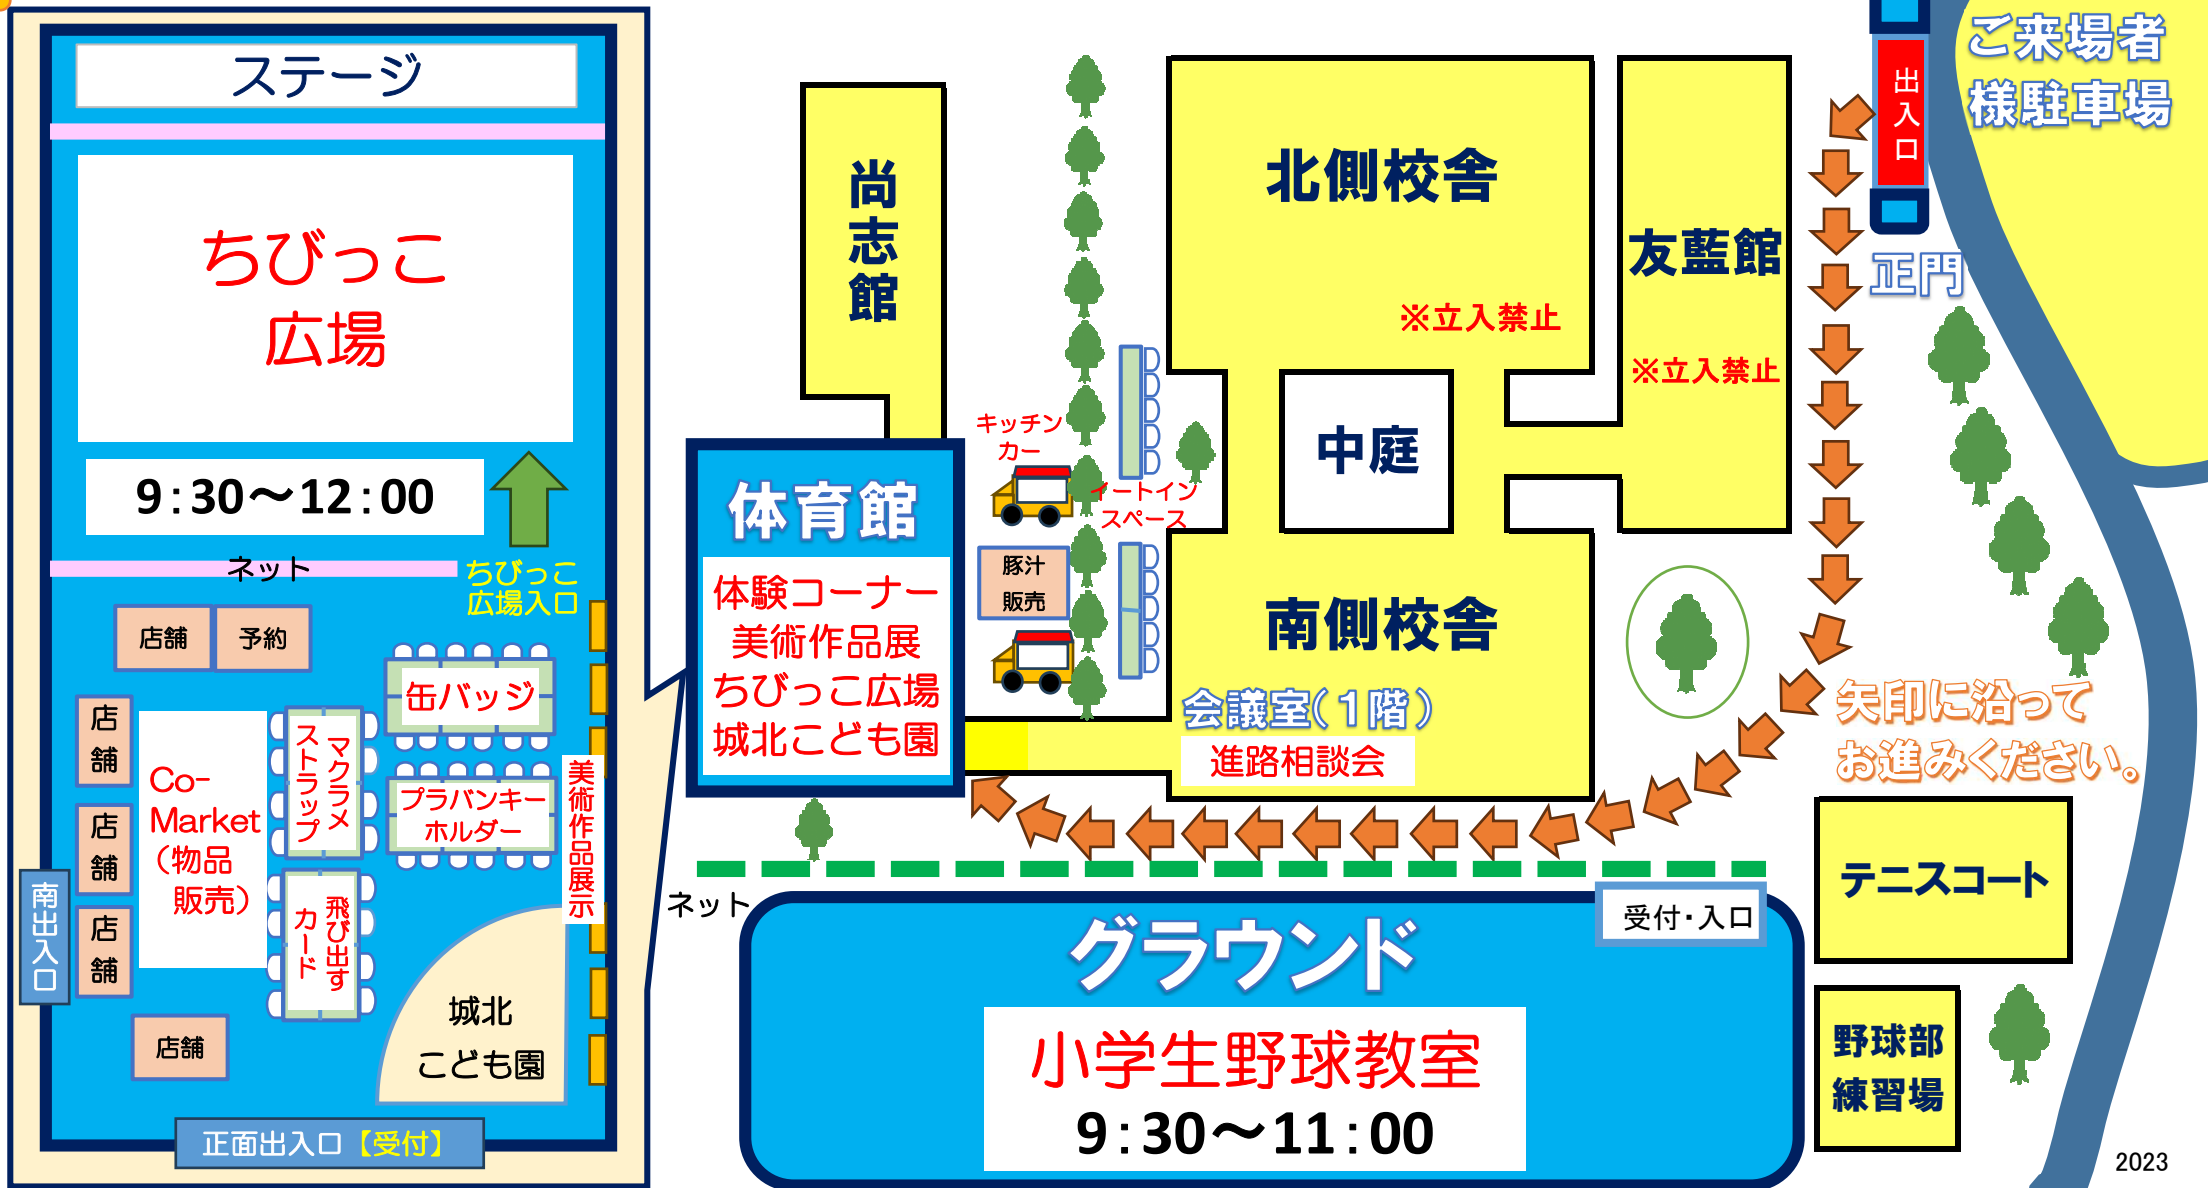 ステージ
ちびっこ
広場
9:30～12:00
ネット
ちびっこ
広場入口
店舗
予約
缶バッジ
店舗
店舗
店舗
Co-
Market
（物品
販売）
マクラメ
ストラップ
プラバンキー
ホルダー
飛び出す
カード
美術作品展示
南出入口
店舗
城北
こども園
正面出入口【受付】
尚志館
北側校舎
※立入禁止
友藍館
※立入禁止
出入口
ご来場者
様駐車場
正門
キッチン
カー
イートイン
スペース
中庭
豚汁
販売
体育館
体験コーナー
美術作品展
ちびっこ広場
城北こども園
南側校舎
会議室（1階）
進路相談会
矢印に沿って
お進みください。
ネット
受付・入口
グラウンド
小学生野球教室
9:30～11:00
テニスコート
野球部
練習場
2023